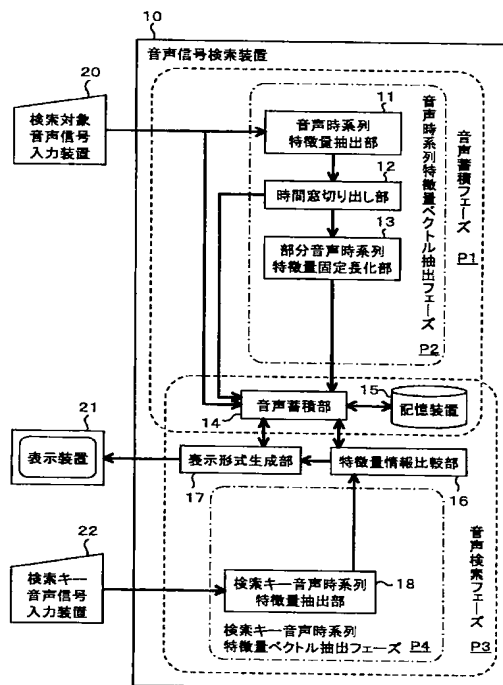 10
音声信号検索装置
20
検索対象
音声信号
入力装置
11
音声時系列
特徴量抽出部
12
時間窓切り出し部
13
部分音声時系列
特徴量固定長化部
音声時系列特徴量ベクトル抽出フェーズ
P2
音声蓄積フェーズ
P1
14
音声蓄積部
15
記憶装置
21
表示装置
表示形式生成部
17
特徴量情報比較部
16
22
検索キー
音声信号
入力装置
検索キー音声時系列
特徴量抽出部
18
検索キー音声時系列
特徴量ベクトル抽出フェーズ
P4
音声検索フェーズ
P3